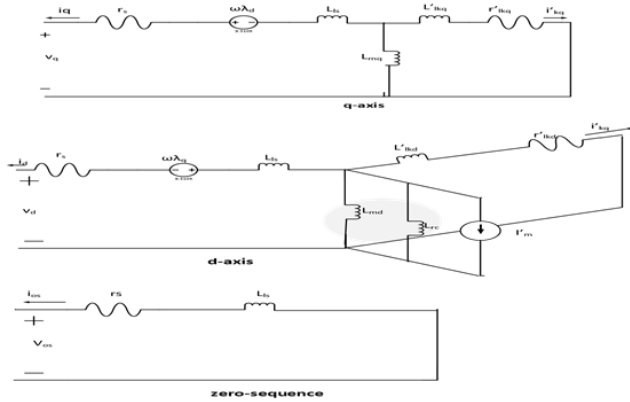 iq rs ωλd Lls L'lkq r'lkq i'kq
+ − 
vq Lmq
−
q-axis
id rs ωλq Lls L'lkd r'lkd i'kq
+ − +
vd Lmd Lrc I'm
—
d-axis
ios rs Lls
+
Vos
—
zero-sequence